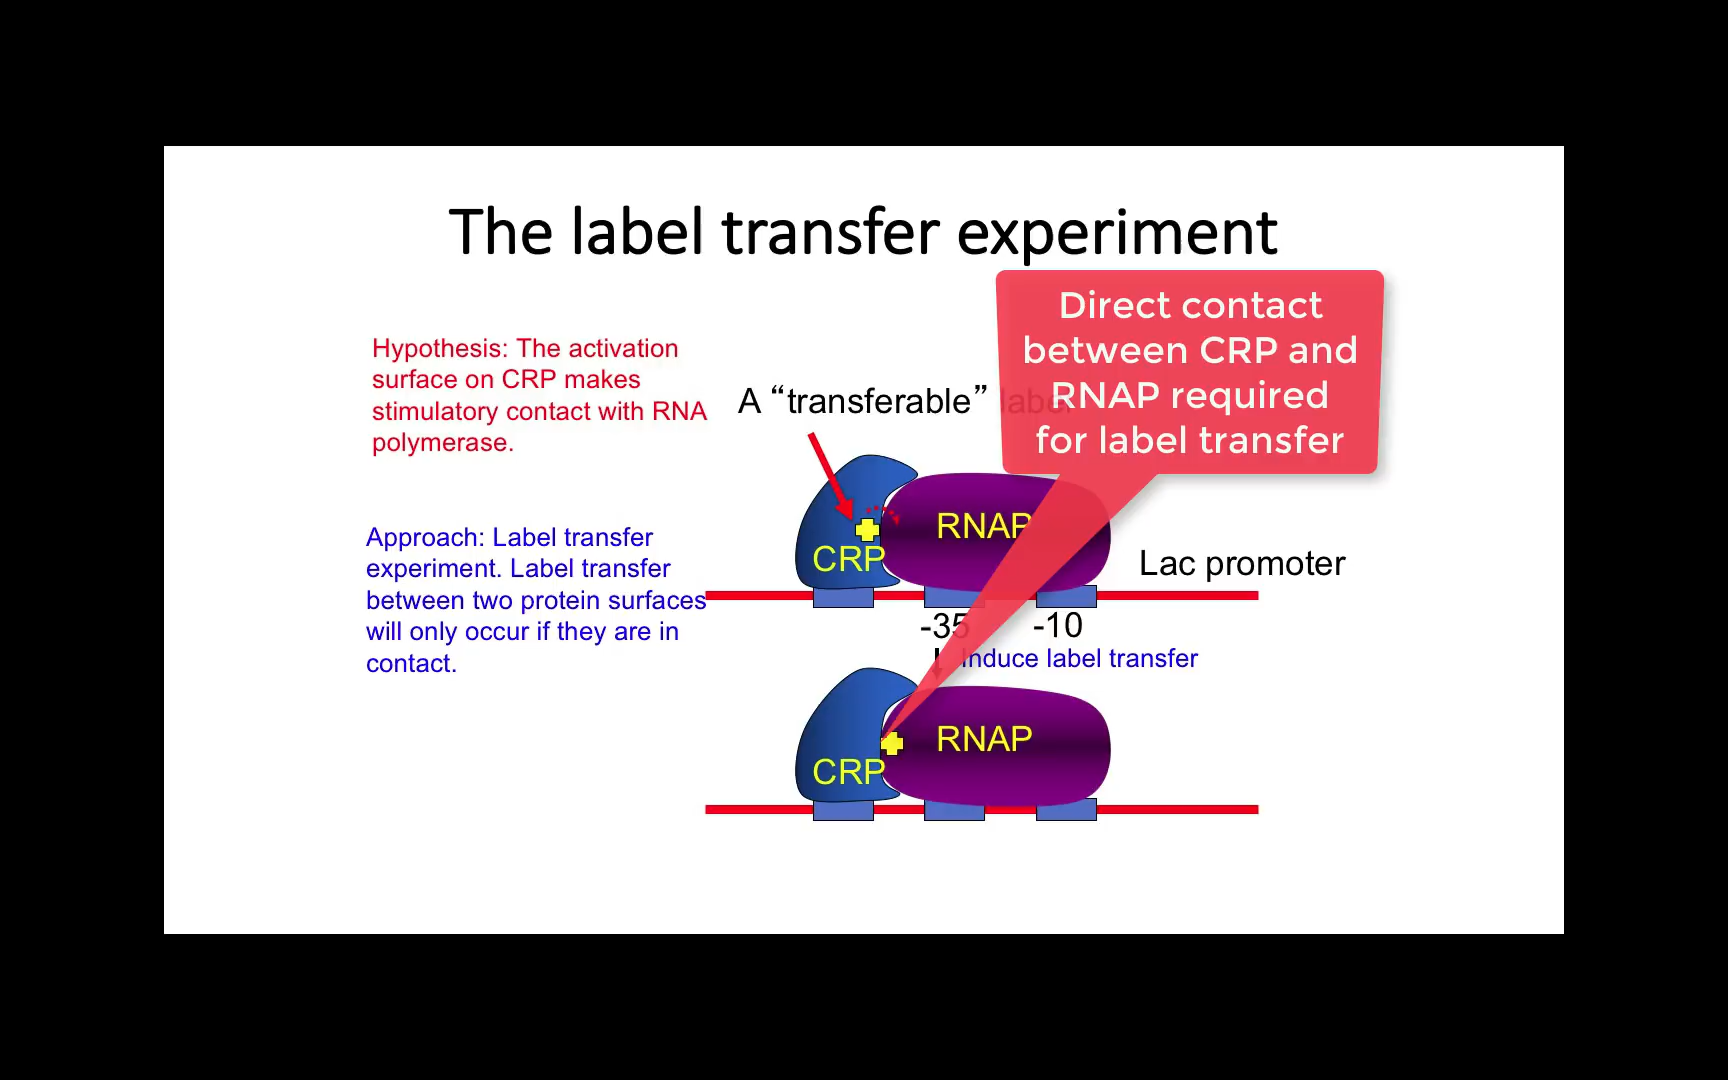 The label transfer experiment
Hypothesis: The activation
surface on CRP makes
stimulatory contact with RNA
polymerase.
Approach: Label transfer
experiment. Label transfer
between two protein surfaces
will only occur if they are in
contact.
A “transferable” label
Direct contact
between CRP and
RNAP required
for label transfer
RNAP
CRP
Lac promoter
-35
-10
Induce label transfer
RNAP
CRP